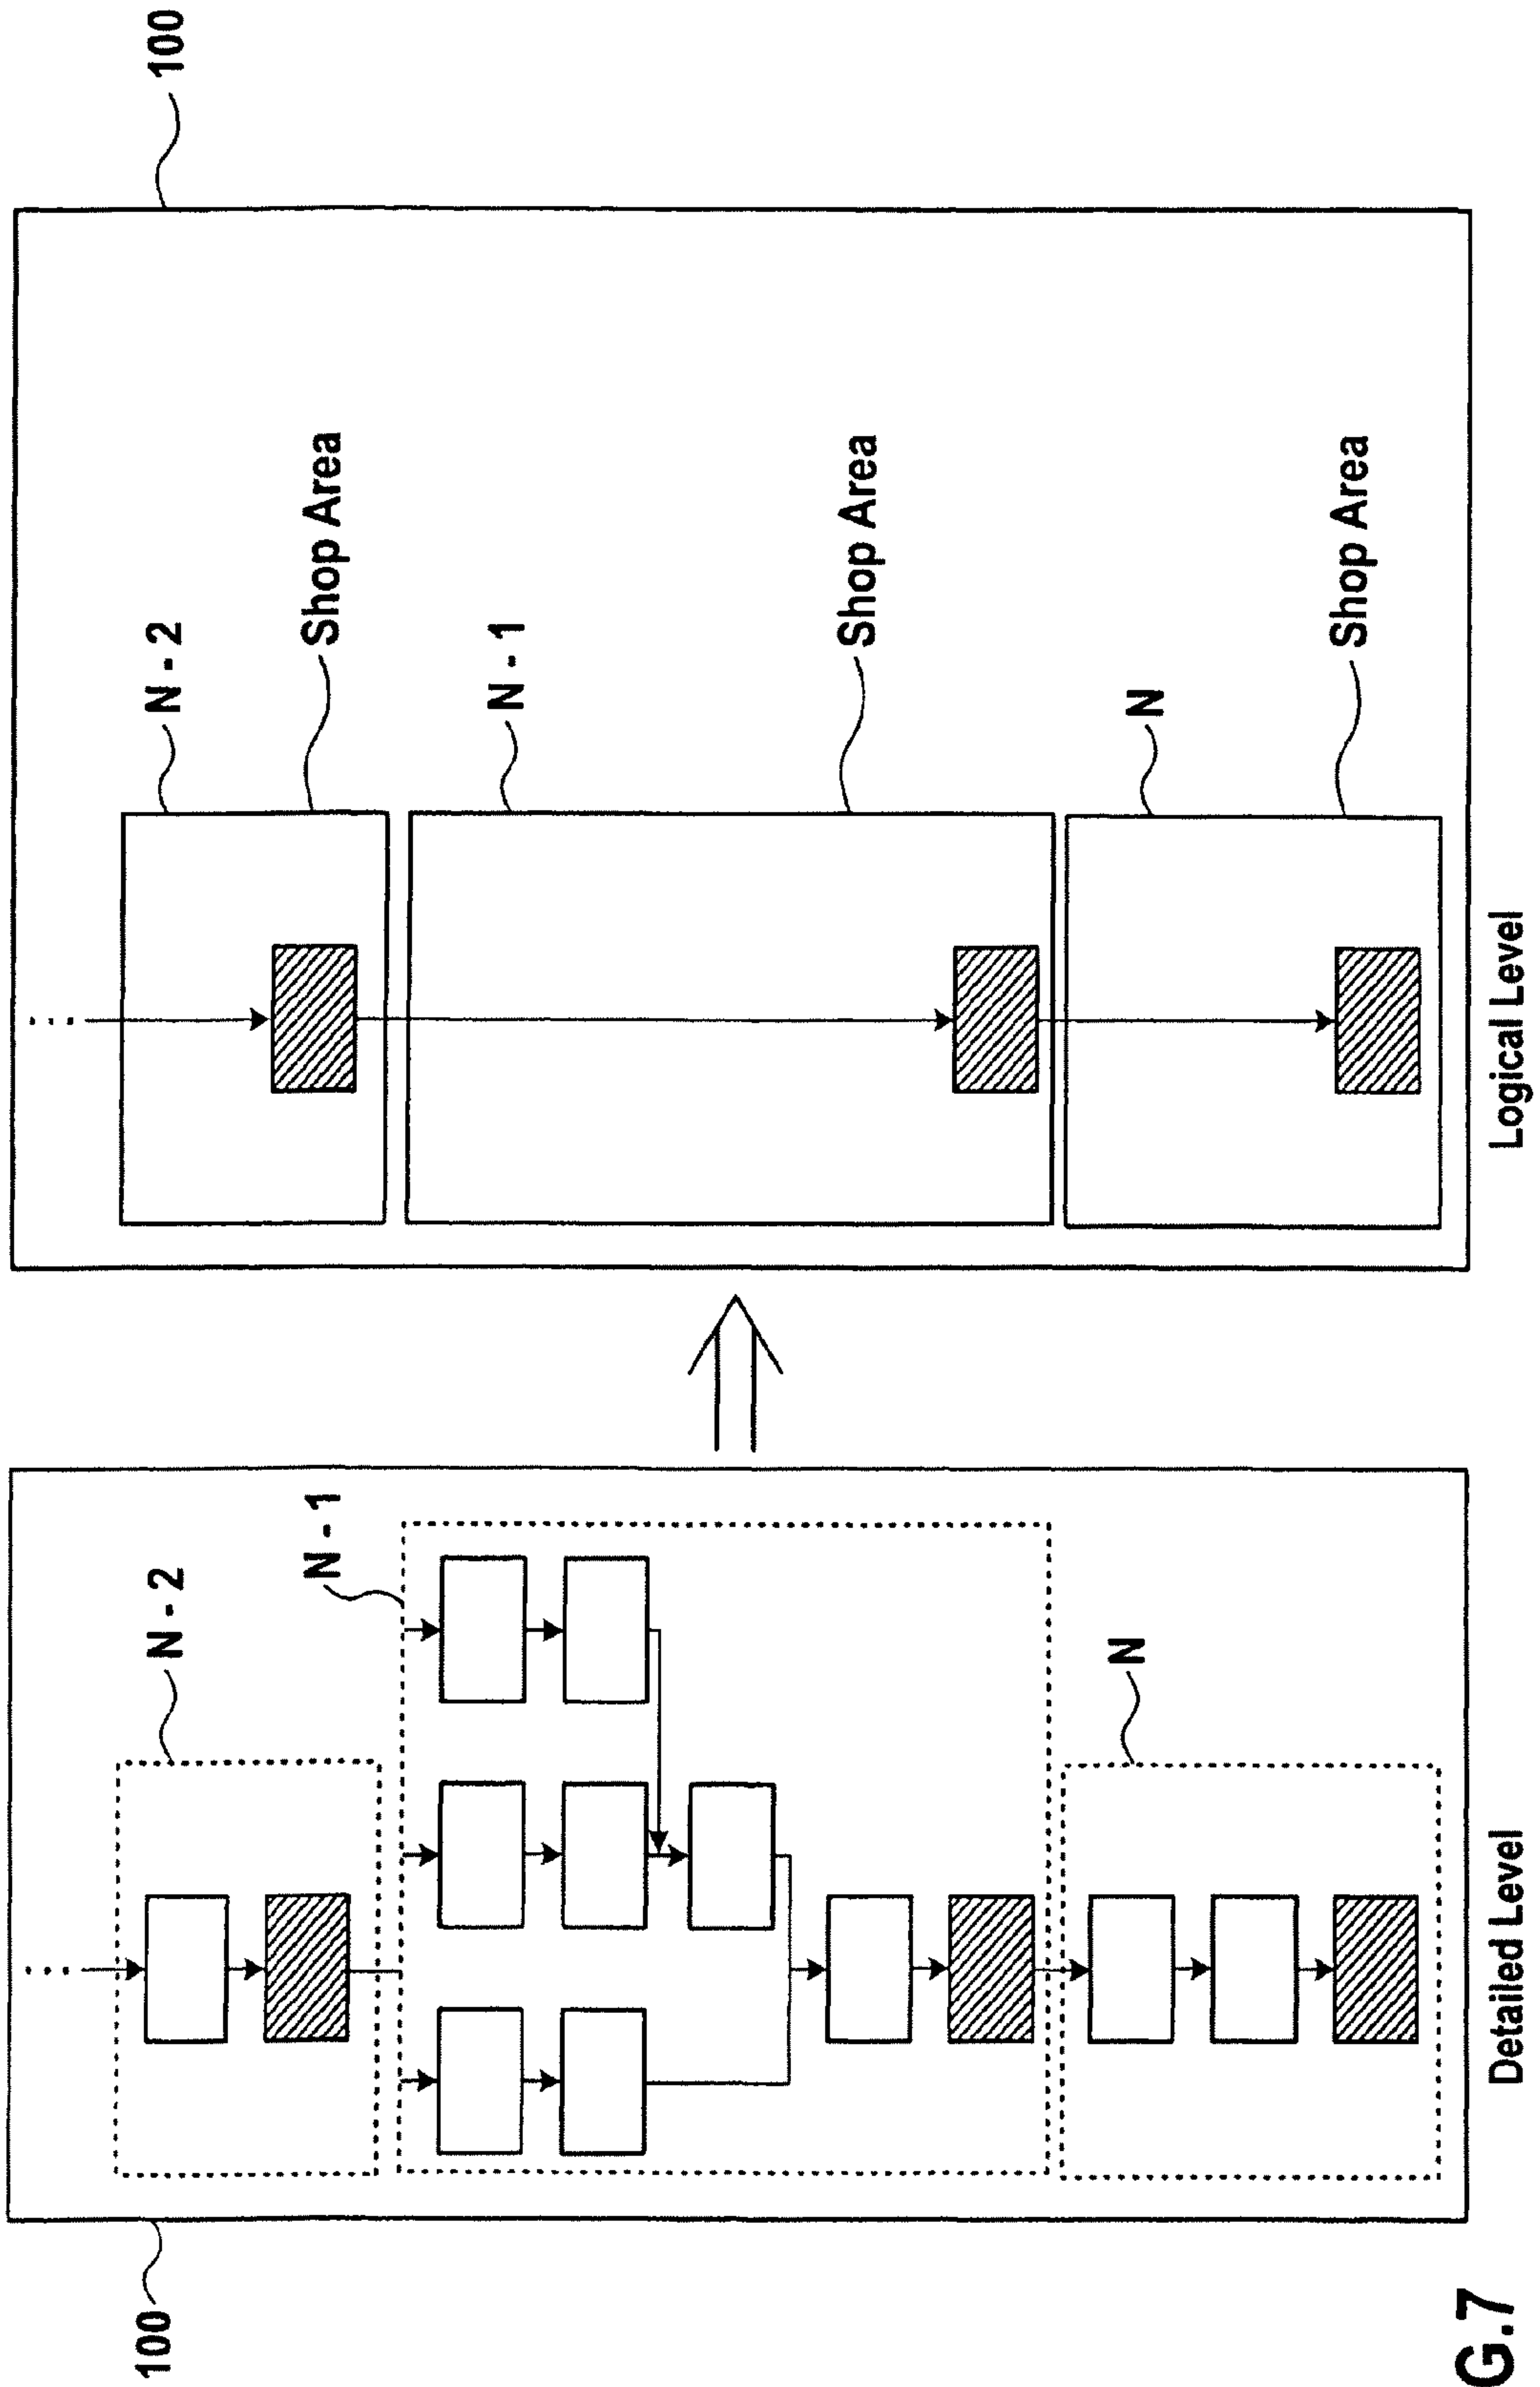 100
...
N - 2
N - 1
N
Detailed Level
100
...
N - 2
Shop Area
N - 1
Shop Area
N
Shop Area
Logical Level
G.7